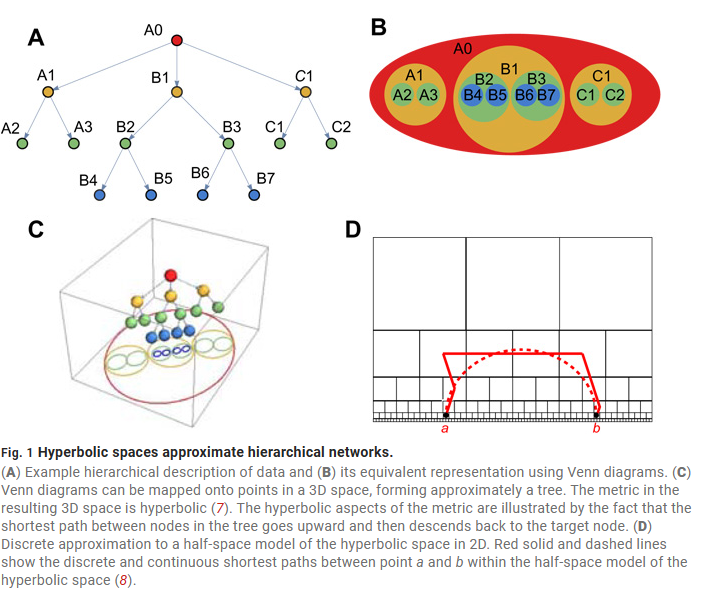 A
A0
A1
B1
C1
A2
A3
B2
B3
C1
C2
B4
B5
B6
B7
B
A0
A1
B1
C1
B2
B3
A2 A3
B4 B5
B6 B7
C1 C2
C
D
a
b
Fig. 1 Hyperbolic spaces approximate hierarchical networks.
(A) Example hierarchical description of data and (B) its equivalent representation using Venn diagrams. (C)
Venn diagrams can be mapped onto points in a 3D space, forming approximately a tree. The metric in the
resulting 3D space is hyperbolic (7). The hyperbolic aspects of the metric are illustrated by the fact that the
shortest path between nodes in the tree goes upward and then descends back to the target node. (D)
Discrete approximation to a half-space model of the hyperbolic space in 2D. Red solid and dashed lines
show the discrete and continuous shortest paths between point a and b within the half-space model of the
hyperbolic space (8).